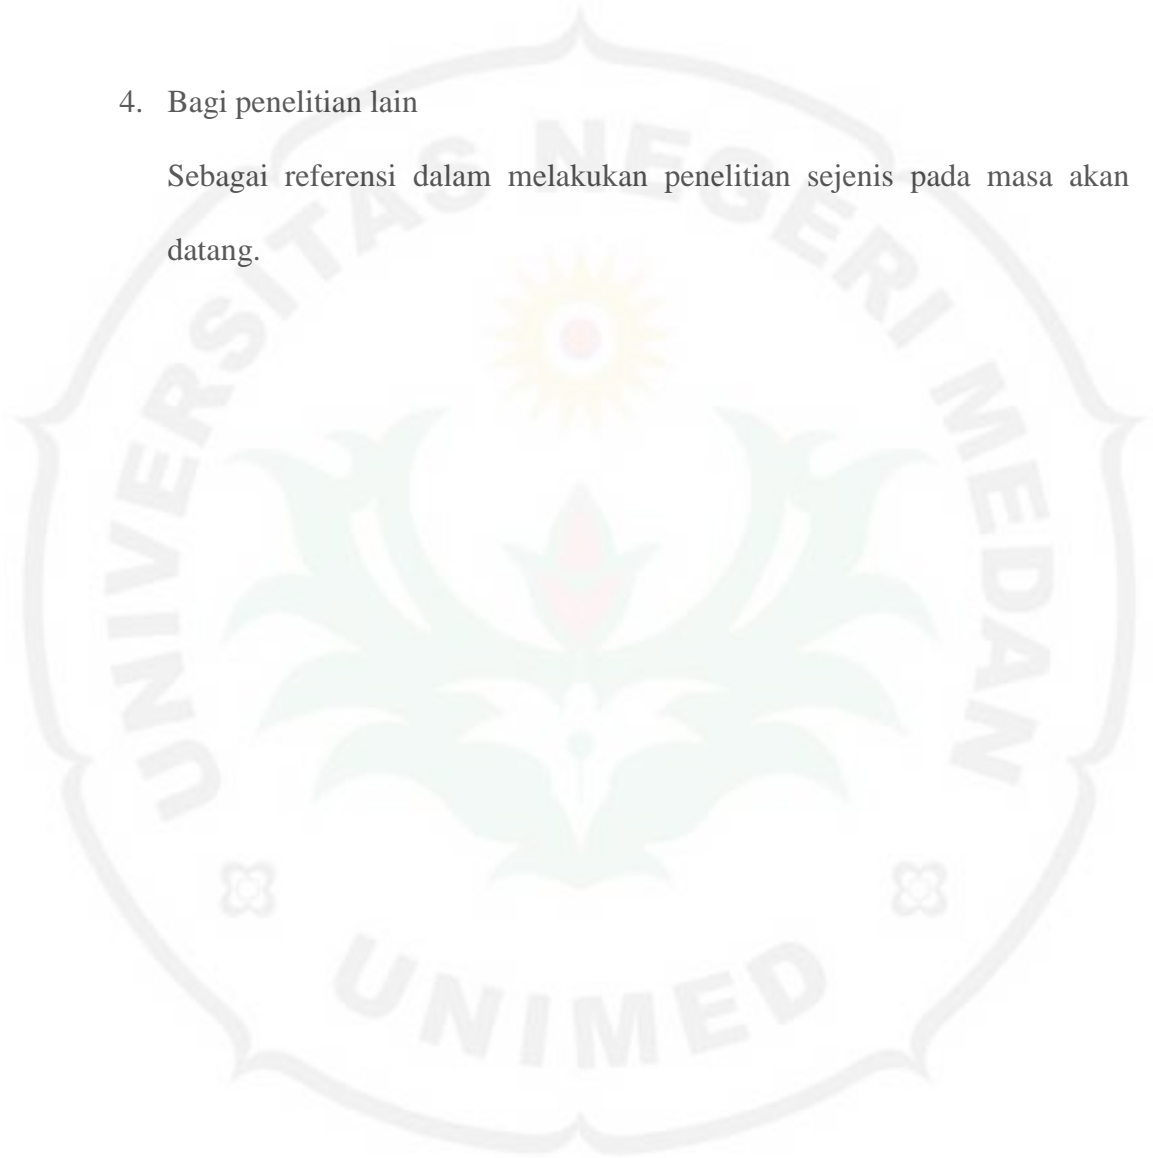 4. Bagi penelitian lain
Sebagai referensi dalam melakukan penelitian sejenis pada masa akan
datang.
UNIVERSITAS NEGERI MEDAN
UNIMED